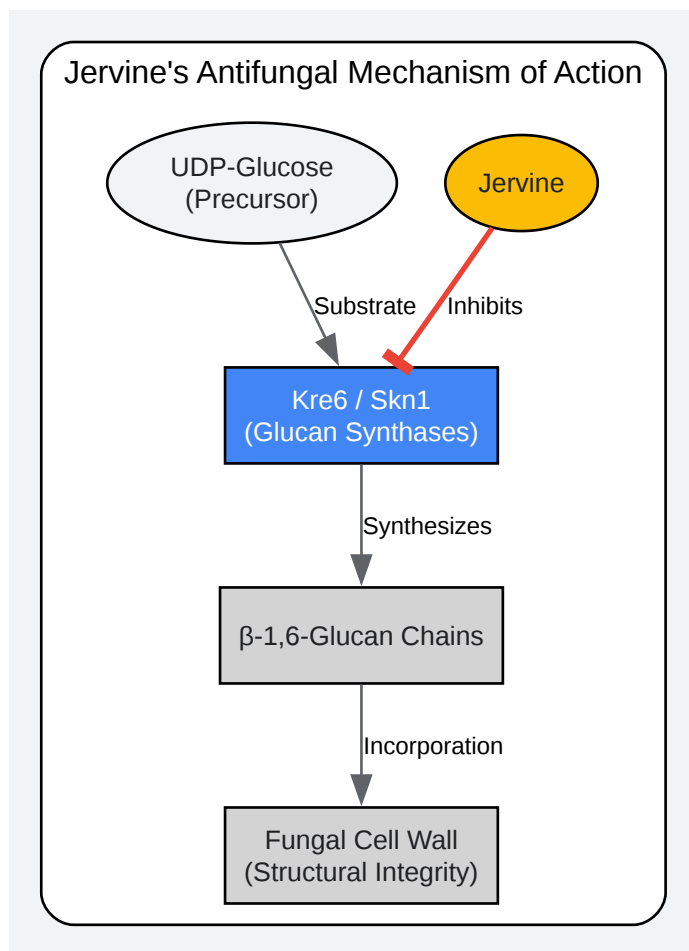 Jervine's Antifungal Mechanism of Action
UDP-Glucose
(Precursor)
Jervine
Substrate
Inhibits
Kre6 / Skn1
(Glucan Synthases)
Synthesizes
β-1,6-Glucan Chains
Incorporation
Fungal Cell Wall
(Structural Integrity)